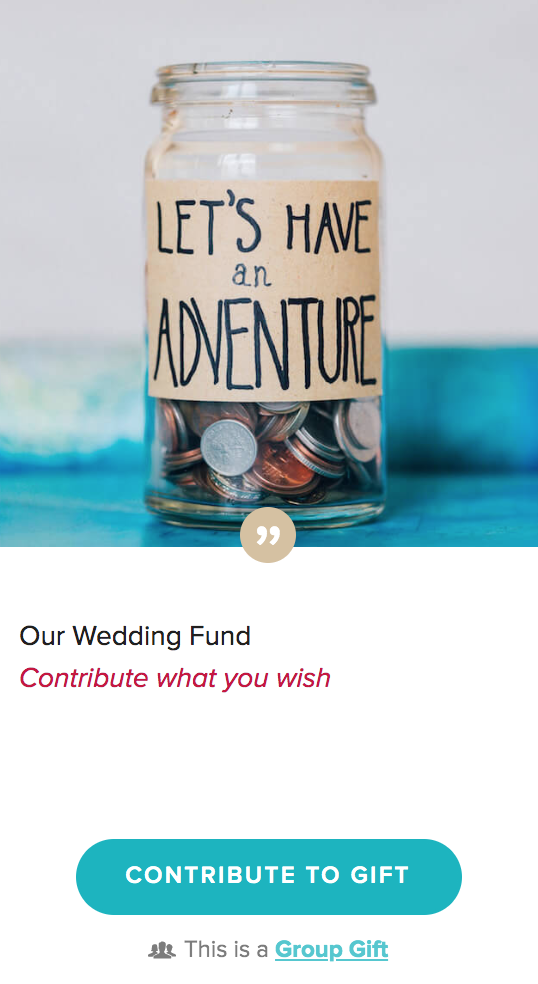 LET'S HAVE
an
ADVENTURE
Our Wedding Fund
Contribute what you wish
CONTRIBUTE TO GIFT
This is a Group Gift